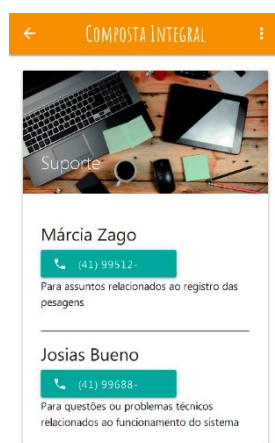 Composta Integral
Suporte
Márcia Zago
(41) 99512-
Para assuntos relacionados ao registro das
pesagens
Josias Bueno
(41) 99688-
Para questões ou problemas técnicos
relacionados ao funcionamento do sistema